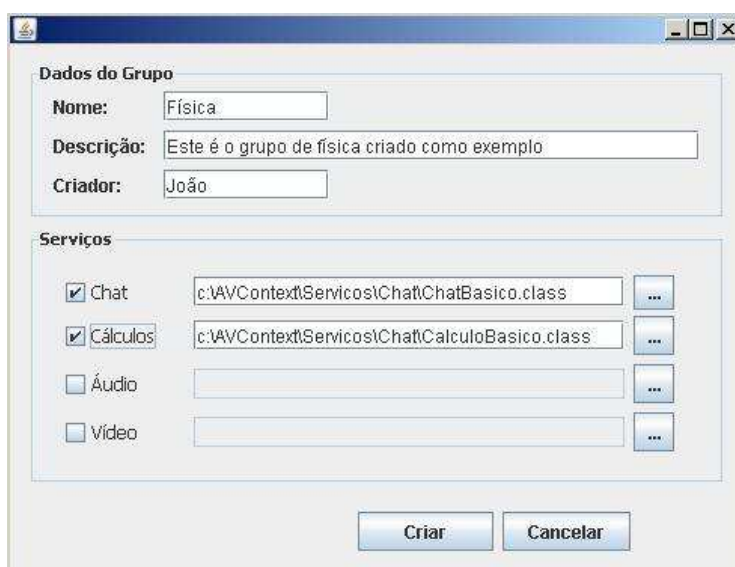 Dados do Grupo
Nome: Física
Descrição: Este é o grupo de física criado como exemplo
Criador: João
Serviços
Chat c:\AVContext\Servicos\Chat\ChatBasico.class ...
Cálculos c:\AVContext\Servicos\Chat\CalculoBasico.class ...
Áudio ...
Vídeo ...
Criar Cancelar